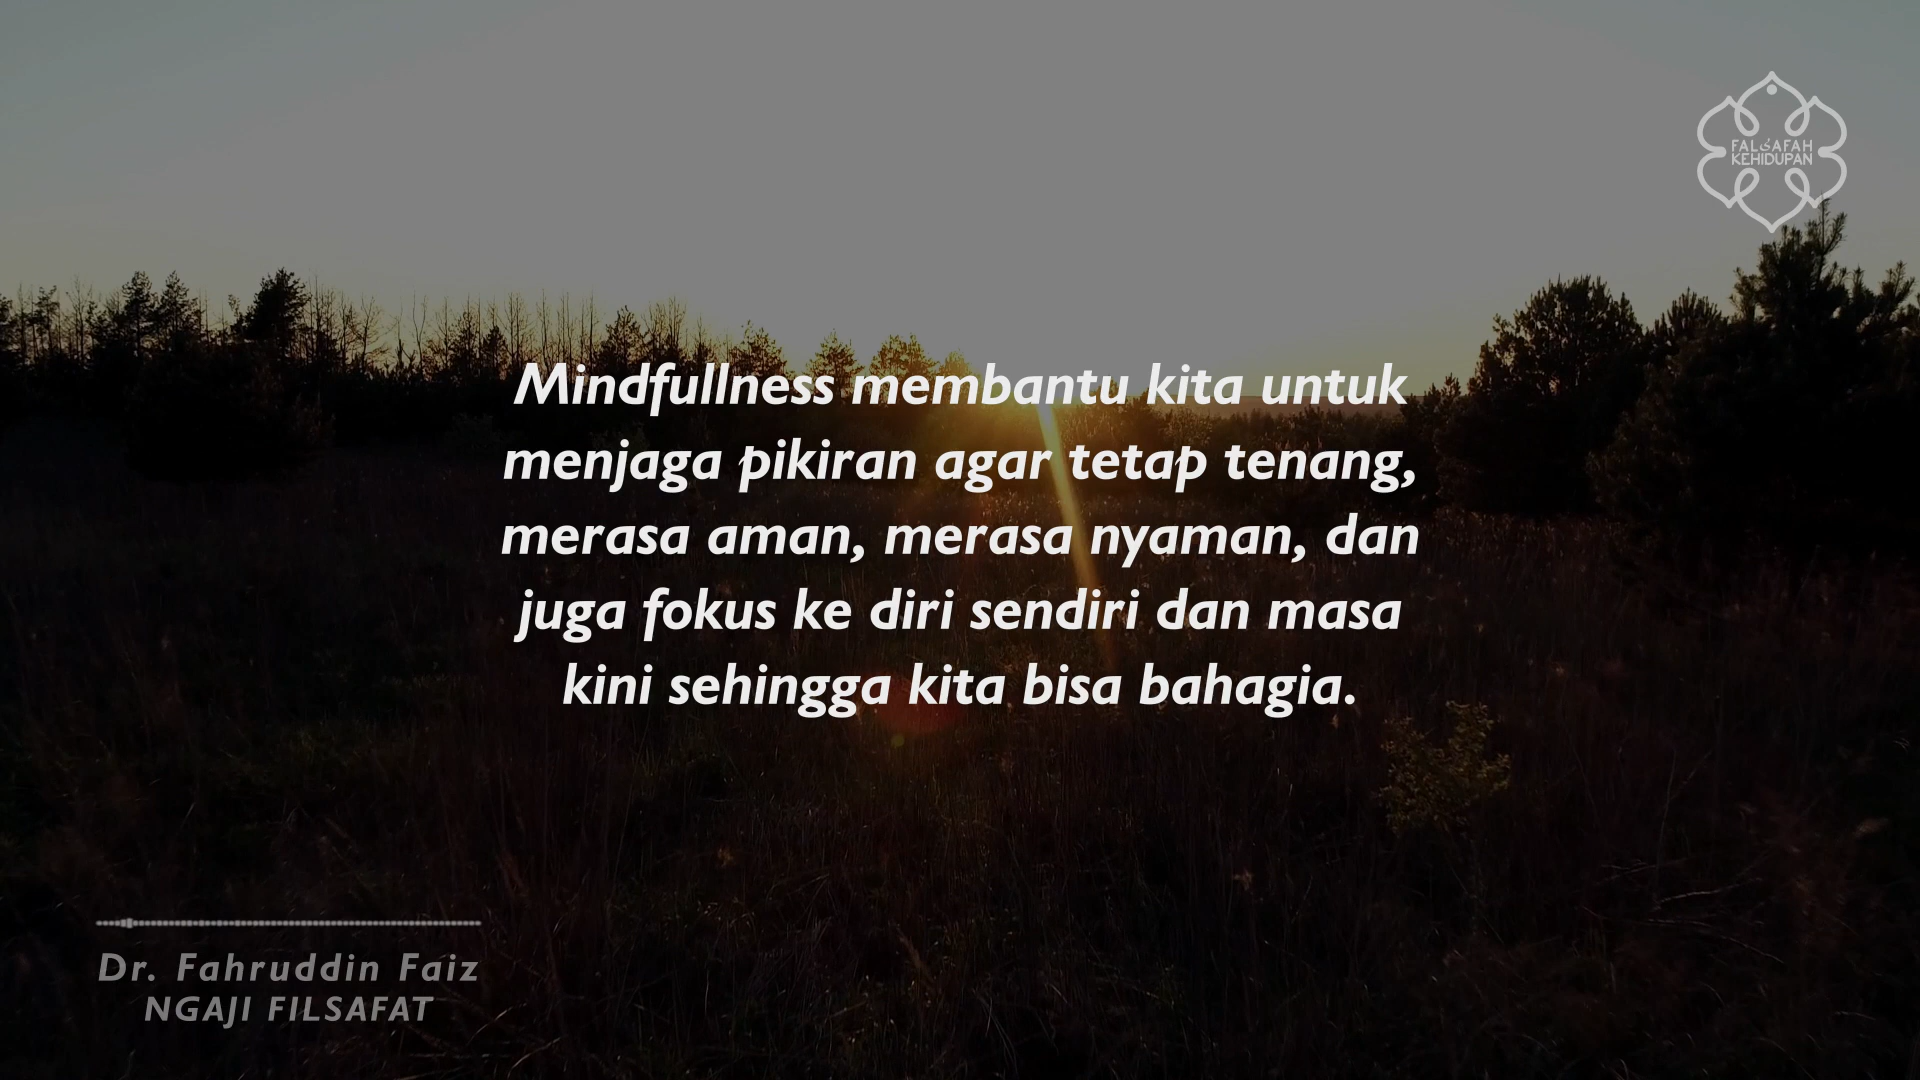 FALSAFAH
KEHIDUPAN
Mindfullness membantu kita untuk
menjaga pikiran agar tetap tenang,
merasa aman, merasa nyaman, dan
juga fokus ke diri sendiri dan masa
kini sehingga kita bisa bahagia.
Dr. Fahruddin Faiz
NGAJI FILSAFAT